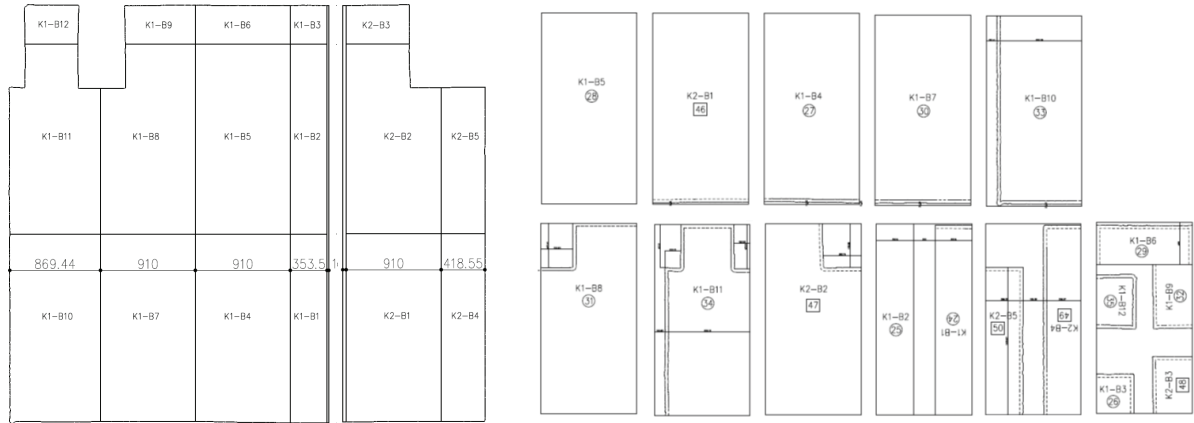 K1-B12
K1-B9
K1-B6
K1-B3
K2-B3
K1-B11
K1-B8
K1-B5
K1-B2
K2-B2
K2-B5
869.44
910
910
353.5
910
418.55
K1-B10
K1-B7
K1-B4
K1-B1
K2-B1
K2-B4
K1-B5
28
K2-B1
46
K1-B4
27
K1-B7
30
K1-B10
33
K1-B8
31
K1-B11
34
K2-B2
47
K1-B2
25
K1-B1
24
K2-B5
50
K2-B4
49
K1-B6
29
K1-B12
35
K1-B9
32
K1-B3
26
K2-B3
48